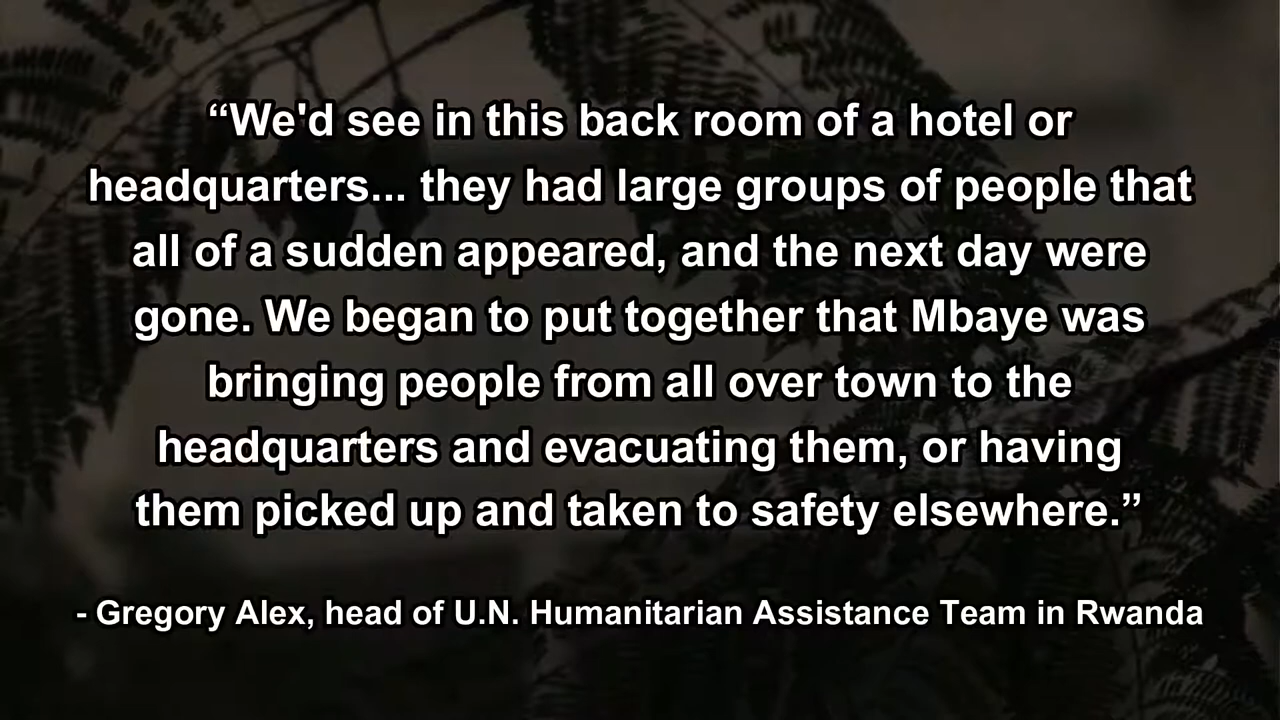 “We'd see in this back room of a hotel or
headquarters... they had large groups of people that
all of a sudden appeared, and the next day were
gone. We began to put together that Mbaye was
bringing people from all over town to the
headquarters and evacuating them, or having
them picked up and taken to safety elsewhere.”
- Gregory Alex, head of U.N. Humanitarian Assistance Team in Rwanda